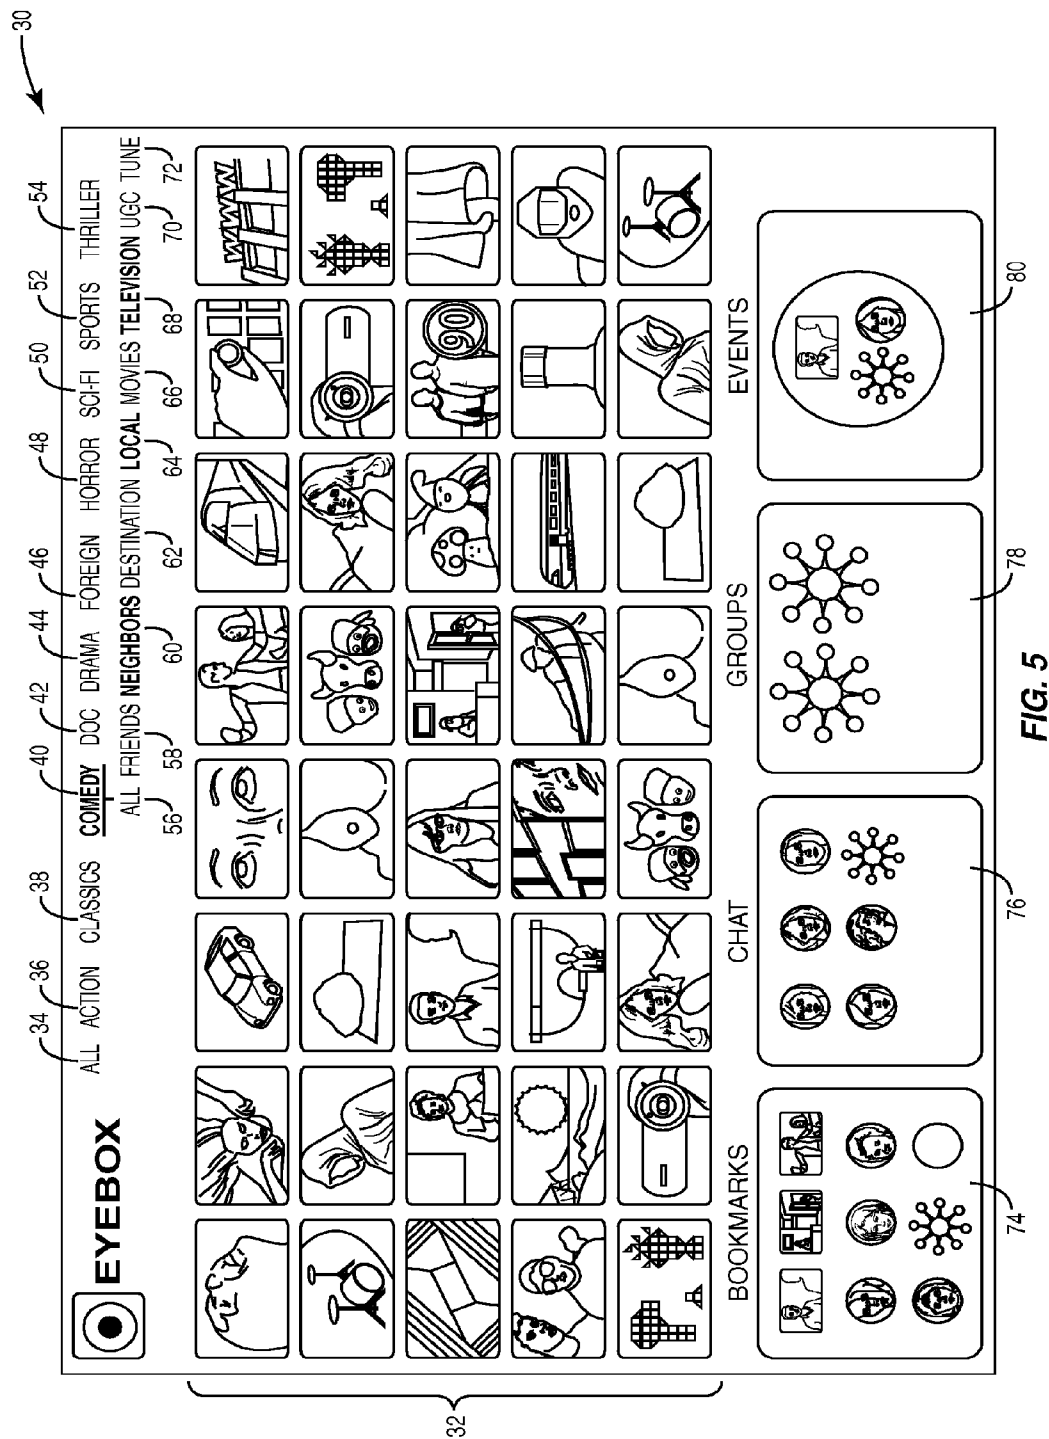 30
34 36 38 40 42 44 46 48 50 52 54
EYEBOX
ALL ACTION CLASSICS COMEDY DOC DRAMA FOREIGN HORROR SCI-FI SPORTS THRILLER
ALL FRIENDS NEIGHBORS DESTINATION LOCAL MOVIES TELEVISION UGC TUNE
56 58 60 62 64 66 68 70 72
90
32
BOOKMARKS CHAT GROUPS EVENTS
74 76 78 80
FIG. 5